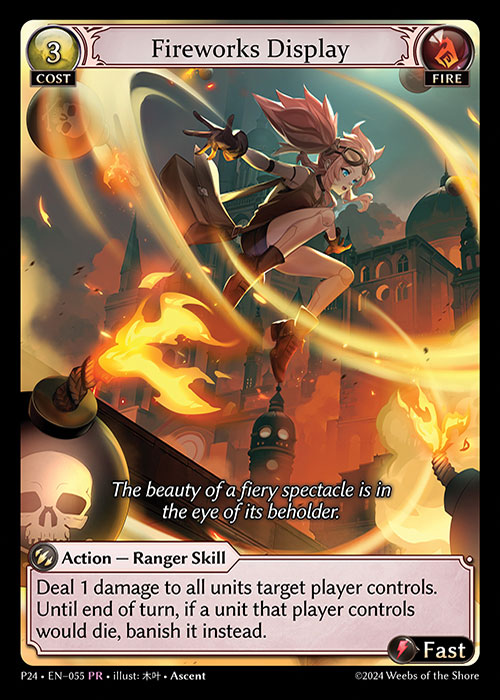 3
COST
Fireworks Display
FIRE
The beauty of a fiery spectacle is in
the eye of its beholder.
Action — Ranger Skill
Deal 1 damage to all units target player controls.
Until end of turn, if a unit that player controls
would die, banish it instead.
Fast
P24 • EN-055 PR • illust: 木叶 • Ascent
©2024 Weebs of the Shore